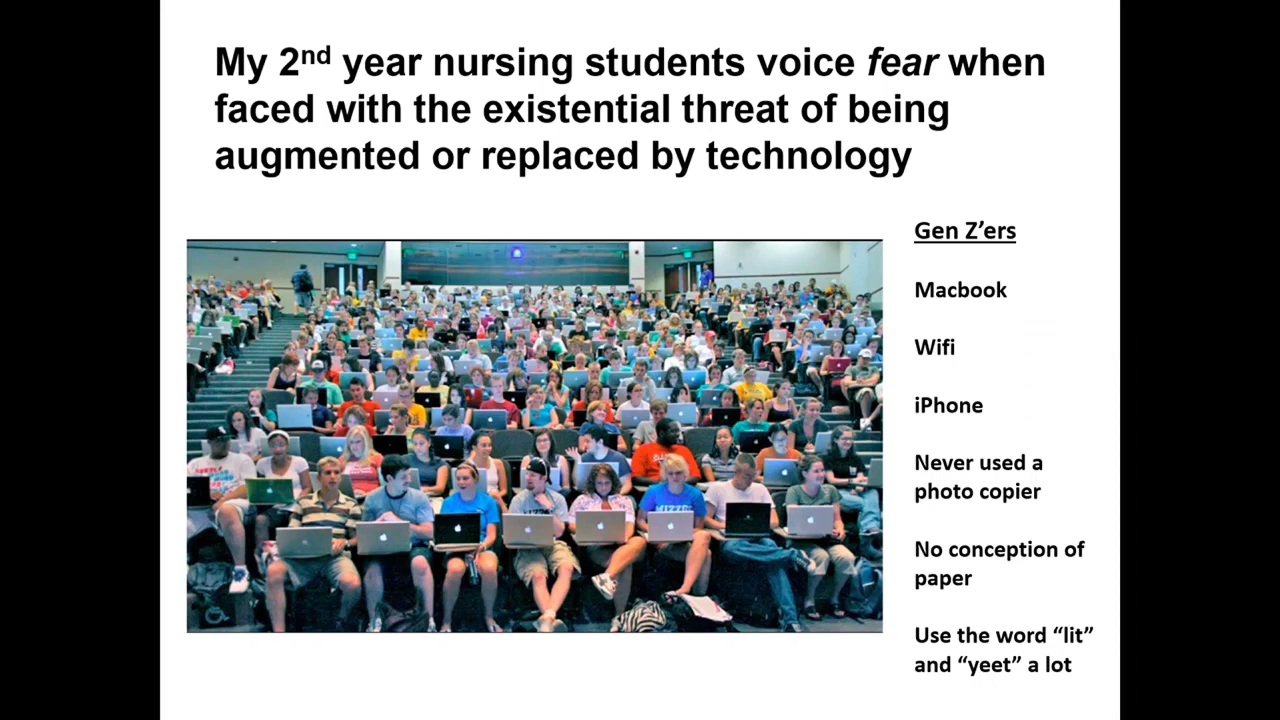 My 2nd year nursing students voice fear when
faced with the existential threat of being
augmented or replaced by technology
Gen Z’ers
Macbook
Wifi
iPhone
Never used a
photo copier
No conception of
paper
Use the word “lit”
and “yeet” a lot